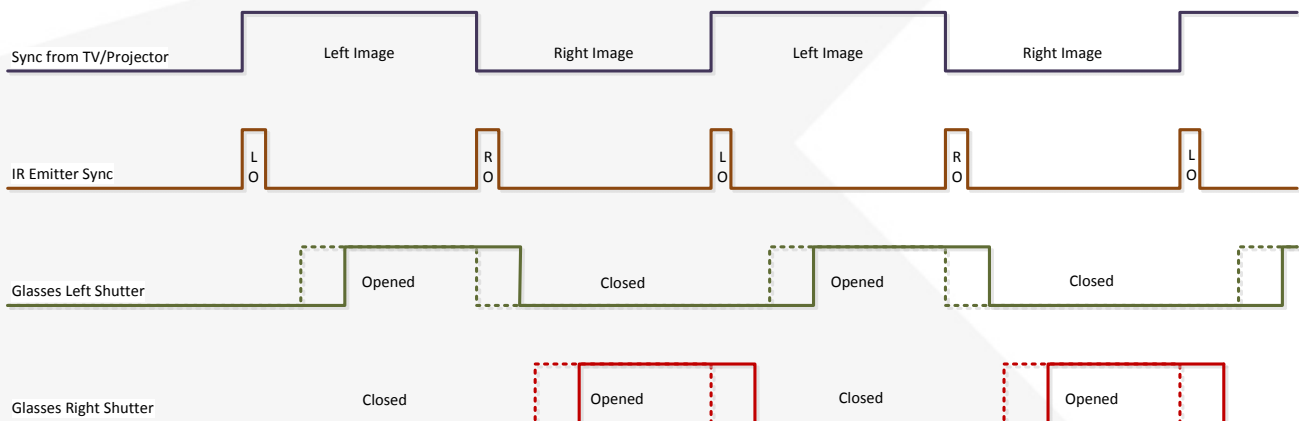 Sync from TV/Projector
Left Image
Right Image
Left Image
Right Image
IR Emitter Sync
L
O
R
O
L
O
R
O
L
O
Glasses Left Shutter
Opened
Closed
Opened
Closed
Glasses Right Shutter
Closed
Opened
Closed
Opened